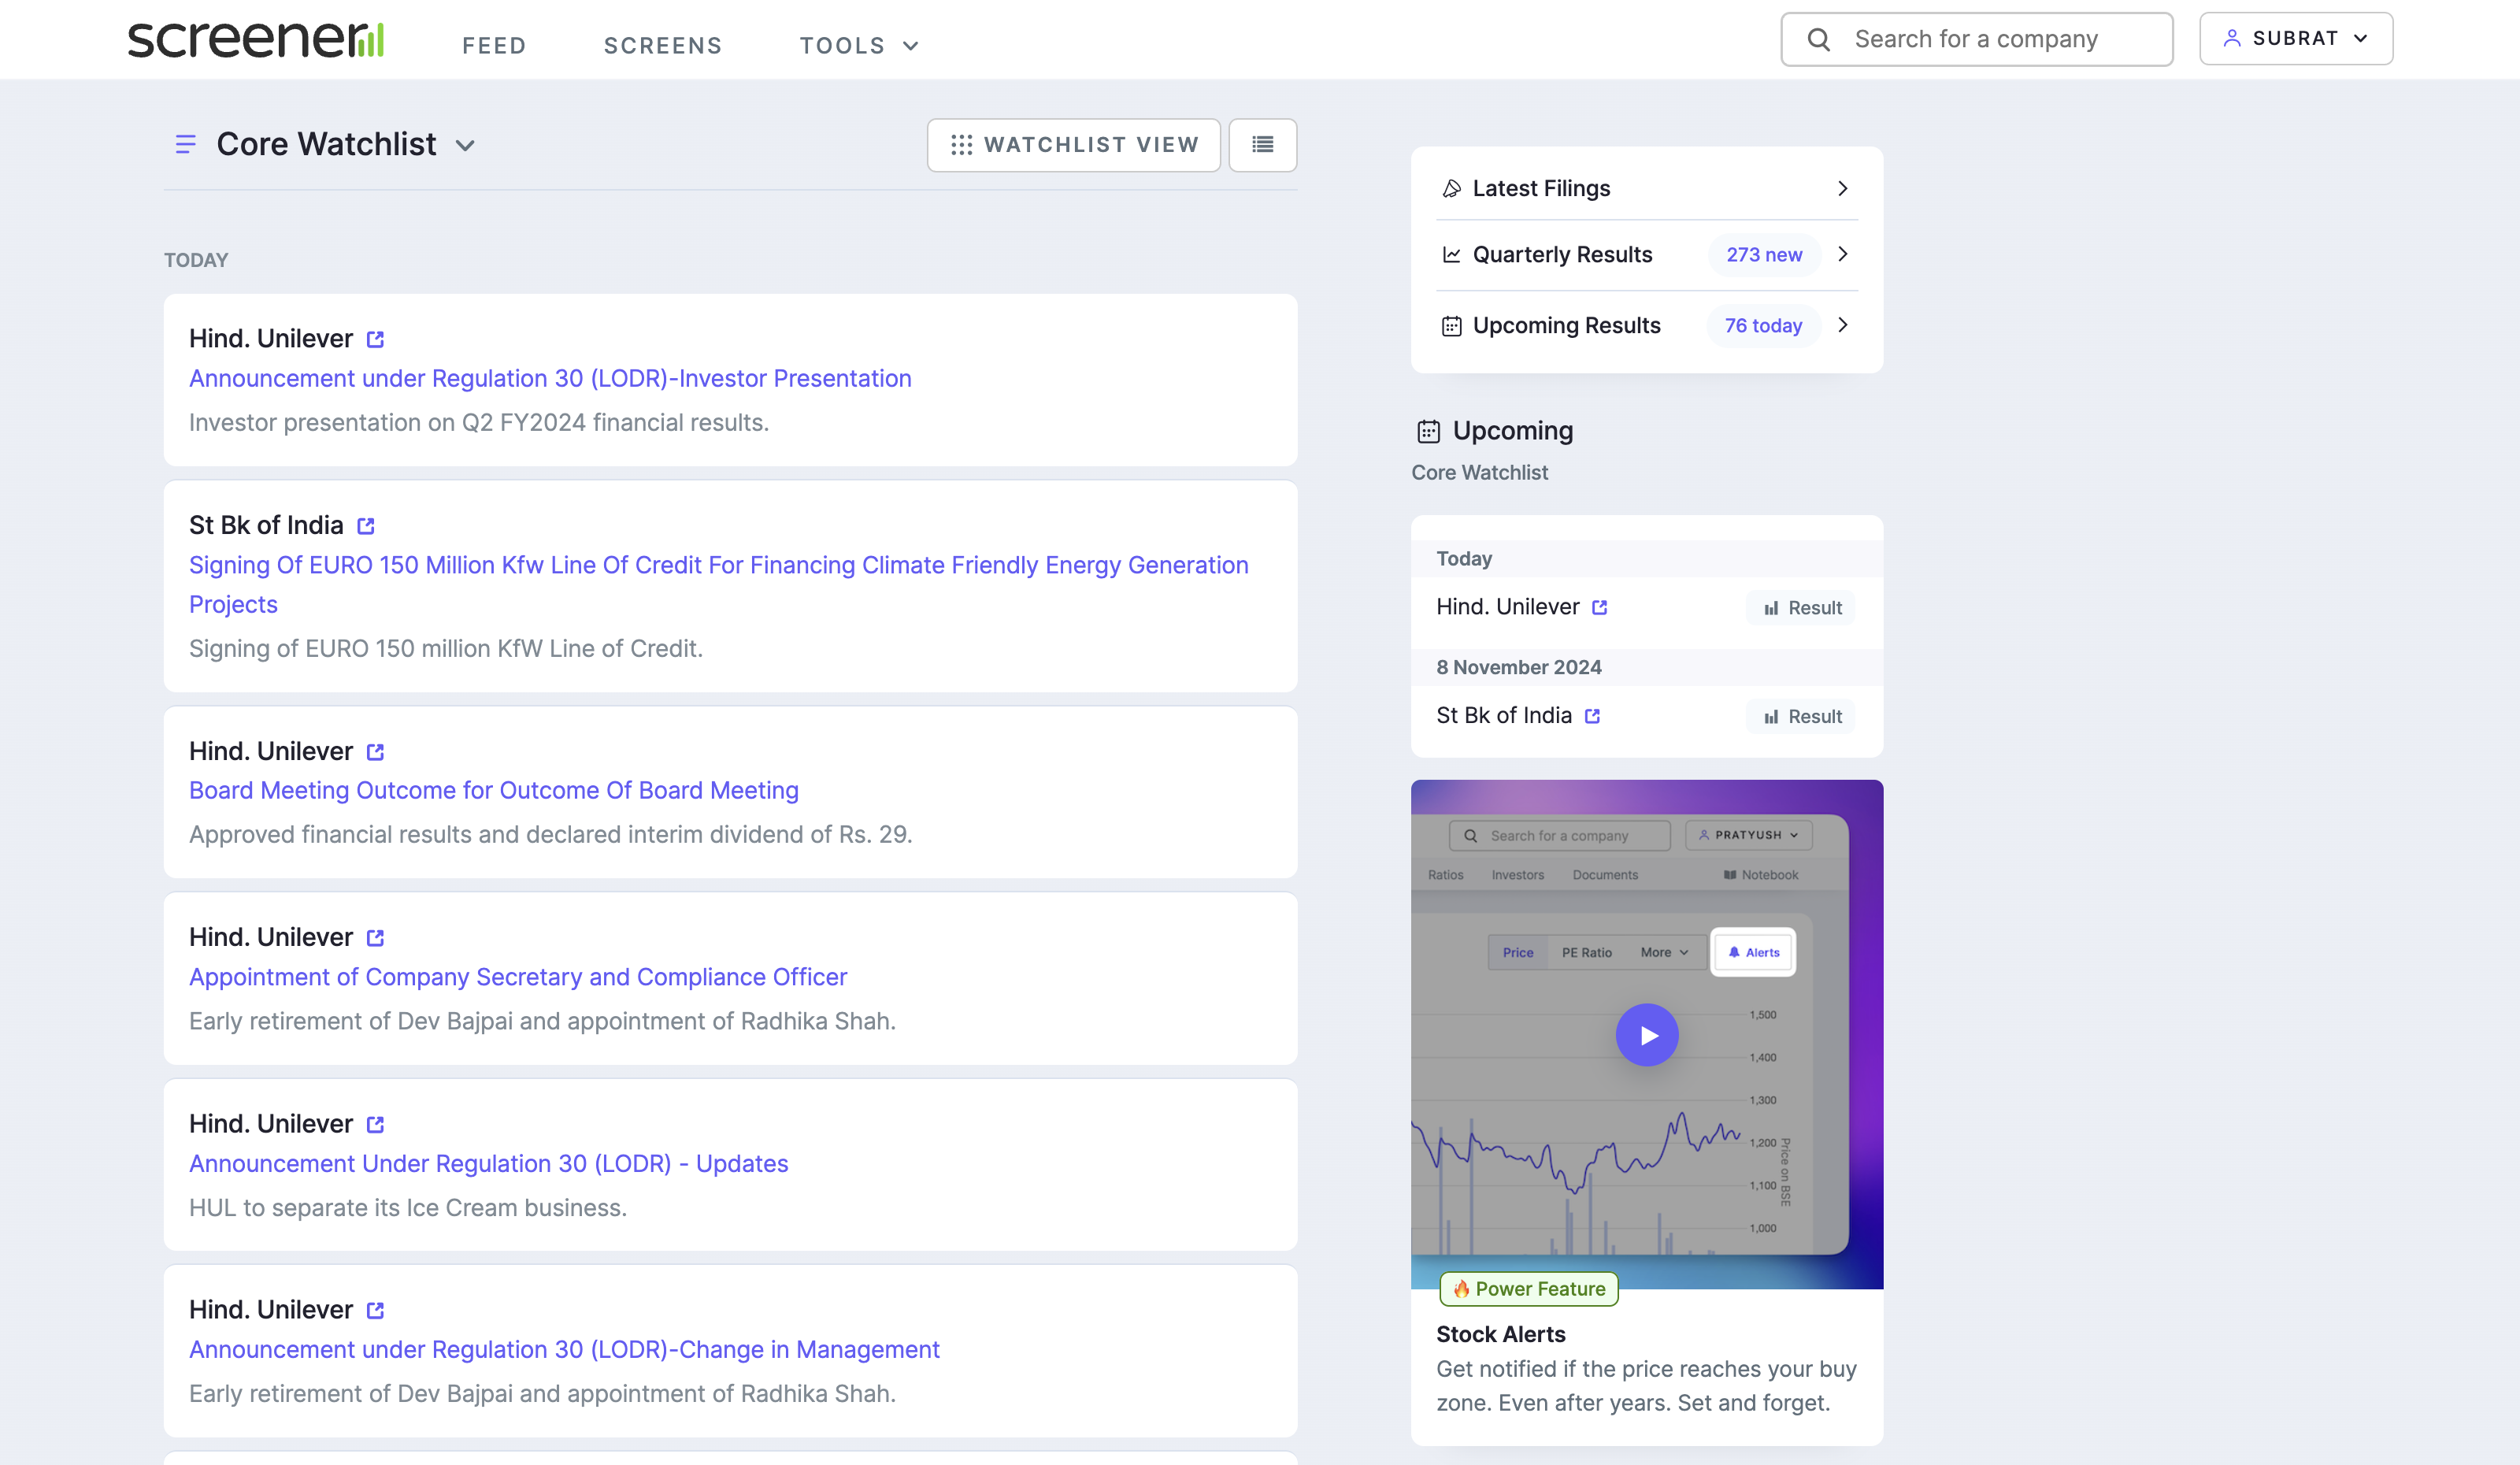 screener
FEED
SCREENS
TOOLS
Search for a company
SUBRAT
Core Watchlist
WATCHLIST VIEW
TODAY
Hind. Unilever
Announcement under Regulation 30 (LODR)-Investor Presentation
Investor presentation on Q2 FY2024 financial results.
St Bk of India
Signing Of EURO 150 Million Kfw Line Of Credit For Financing Climate Friendly Energy Generation
Projects
Signing of EURO 150 million KfW Line of Credit.
Hind. Unilever
Board Meeting Outcome for Outcome Of Board Meeting
Approved financial results and declared interim dividend of Rs. 29.
Hind. Unilever
Appointment of Company Secretary and Compliance Officer
Early retirement of Dev Bajpai and appointment of Radhika Shah.
Hind. Unilever
Announcement Under Regulation 30 (LODR) - Updates
HUL to separate its Ice Cream business.
Hind. Unilever
Announcement under Regulation 30 (LODR)-Change in Management
Early retirement of Dev Bajpai and appointment of Radhika Shah.
Latest Filings
Quarterly Results 273 new
Upcoming Results 76 today
Upcoming
Core Watchlist
Today
Hind. Unilever Result
8 November 2024
St Bk of India Result
Search for a company PRATYUSH
Ratios Investors Documents Notebook
Price PE Ratio More Alerts
1,500
1,400
1,300
1,200
1,100
1,000
Price on BSE
🔥 Power Feature
Stock Alerts
Get notified if the price reaches your buy
zone. Even after years. Set and forget.